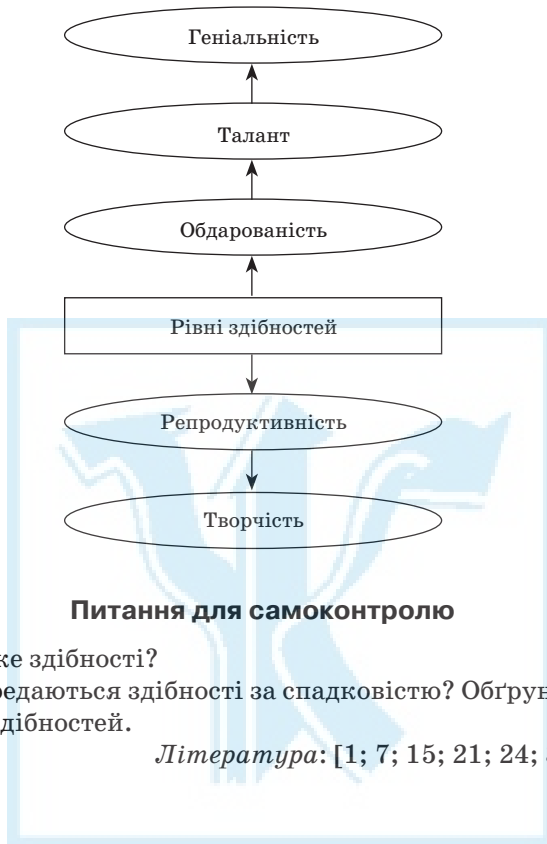 Геніальність
Талант
Обдарованість
Рівні здібностей
Репродуктивність
Творчість
Питання для самоконтролю
ке здібності?
редаються здібності за спадковістю? Обґрун
дібностей.
Література: [1; 7; 15; 21; 24;